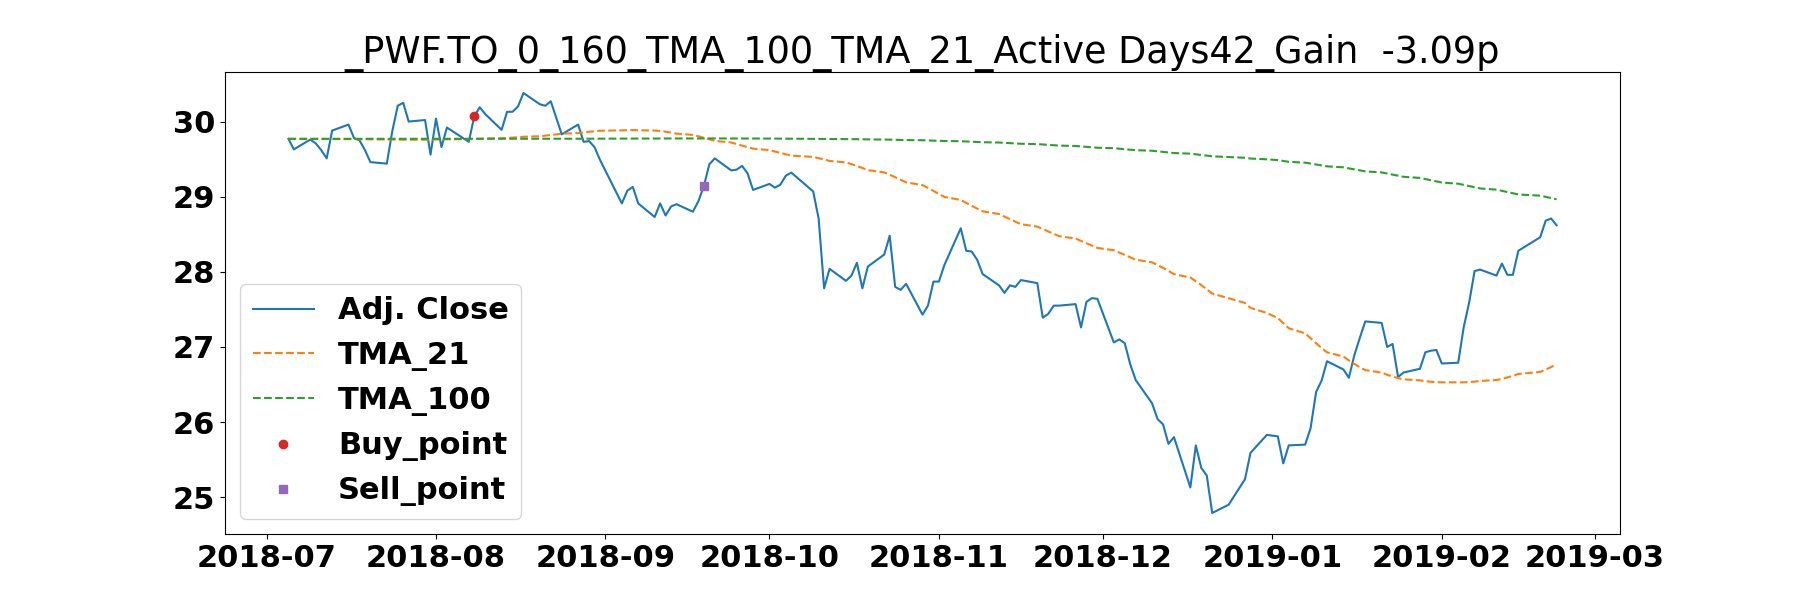 _PWF.TO_0_160_TMA_100_TMA_21_Active Days42_Gain  -3.09p
30
29
28
27
26
25
Adj. Close
TMA_21
TMA_100
Buy_point
Sell_point
2018-07 2018-08 2018-09 2018-10 2018-11 2018-12 2019-01 2019-02 2019-03